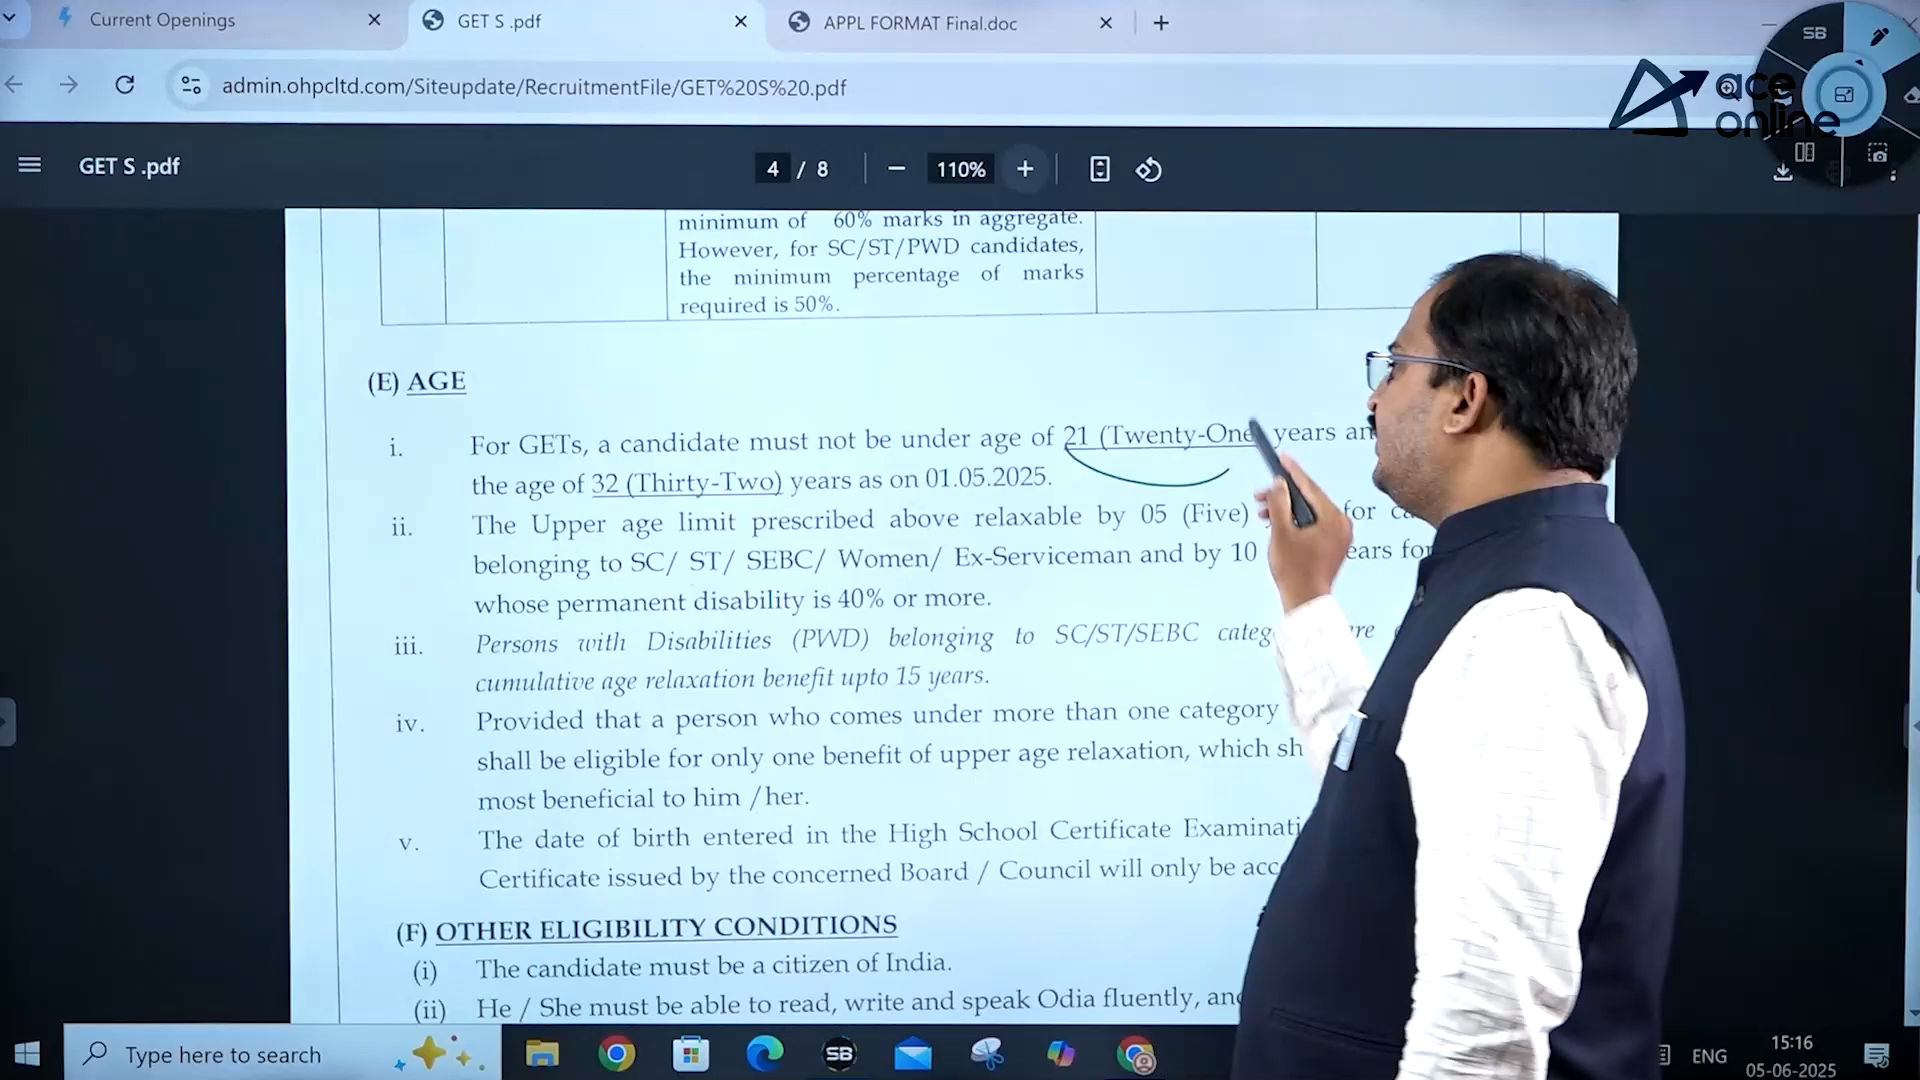 Current Openings
GET S .pdf
APPL FORMAT Final.doc
SB
admin.ohpcltd.com/Siteupdate/RecruitmentFile/GET%20S%20.pdf
ace
online
GET S .pdf
4 / 8
110%
minimum of 60% marks in aggregate.
However, for SC/ST/PWD candidates,
the minimum percentage of marks
required is 50%.
(E) AGE
i. For GETs, a candidate must not be under age of 21 (Twenty-One) years
the age of 32 (Thirty-Two) years as on 01.05.2025.
ii. The Upper age limit prescribed above relaxable by 05 (Five) for
belonging to SC/ ST/ SEBC/ Women/ Ex-Serviceman and by 10
whose permanent disability is 40% or more.
iii. Persons with Disabilities (PWD) belonging to SC/ST/SEBC
cumulative age relaxation benefit upto 15 years.
iv. Provided that a person who comes under more than one category
shall be eligible for only one benefit of upper age relaxation, which
most beneficial to him /her.
v. The date of birth entered in the High School Certificate
Certificate issued by the concerned Board / Council will only be
(F) OTHER ELIGIBILITY CONDITIONS
(i) The candidate must be a citizen of India.
(ii) He / She must be able to read, write and speak Odia fluently,
Type here to search
SB
ENG
15:16
05-06-2025